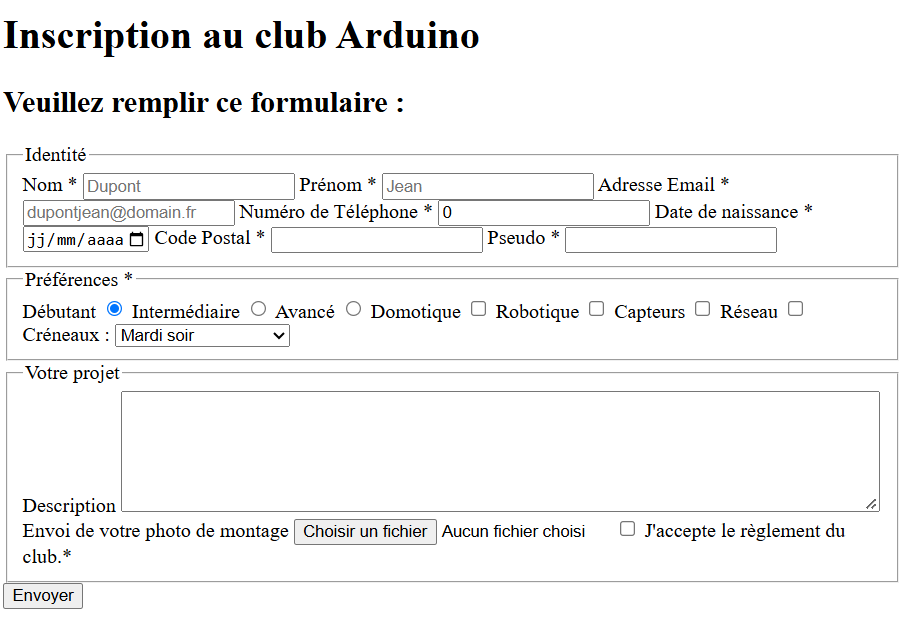 Inscription au club Arduino
Veuillez remplir ce formulaire :
Identité
Nom * Dupont Prénom * Jean Adresse Email *
dupontjean@domain.fr Numéro de Téléphone * 0 Date de naissance *
jj/mm/aaaa Code Postal * Pseudo *
Préférences *
Débutant Intermédiaire Avancé Domotique Robotique Capteurs Réseau
Créneaux : Mardi soir
Votre projet
Description
Envoi de votre photo de montage Choisir un fichier Aucun fichier choisi J'accepte le règlement du
club.*
Envoyer